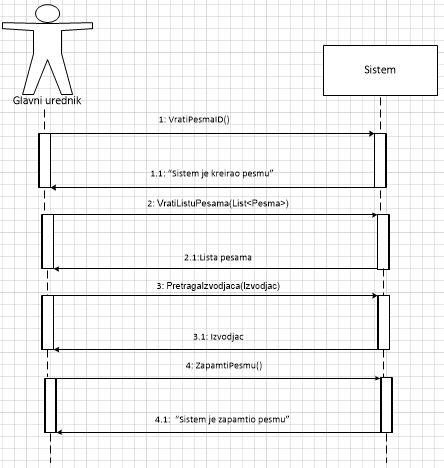 Sistem
Glavni urednik
1: VratiPesmaID()
1.1: “Sistem je kreirao pesmu”
2: VratiListuPesama(List<Pesma>)
2.1:Lista pesama
3: PretragaIzvodjaca(Izvodjac)
3.1: Izvodjac
4: ZapamtiPesmu()
4.1: “Sistem je zapamtio pesmu”